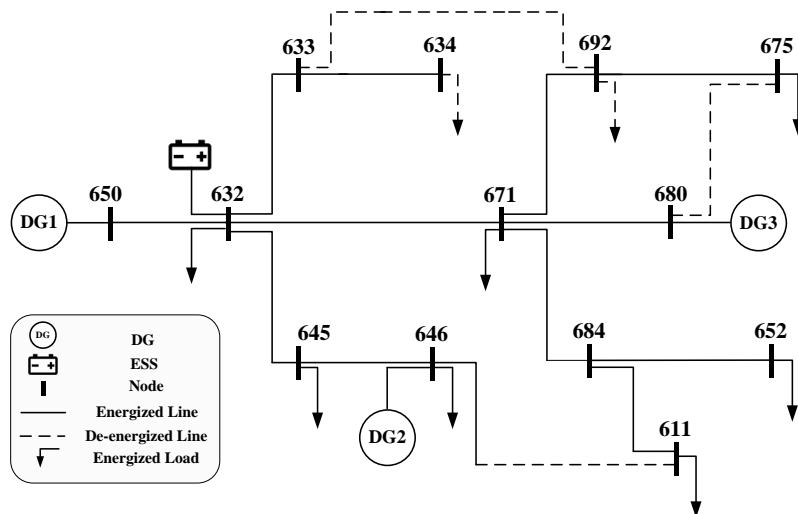 633
634
692
675
650
632
671
680
DG1
DG3
645
646
684
652
DG2
611
DG
DG
ESS
Node
Energized Line
De-energized Line
Energized Load